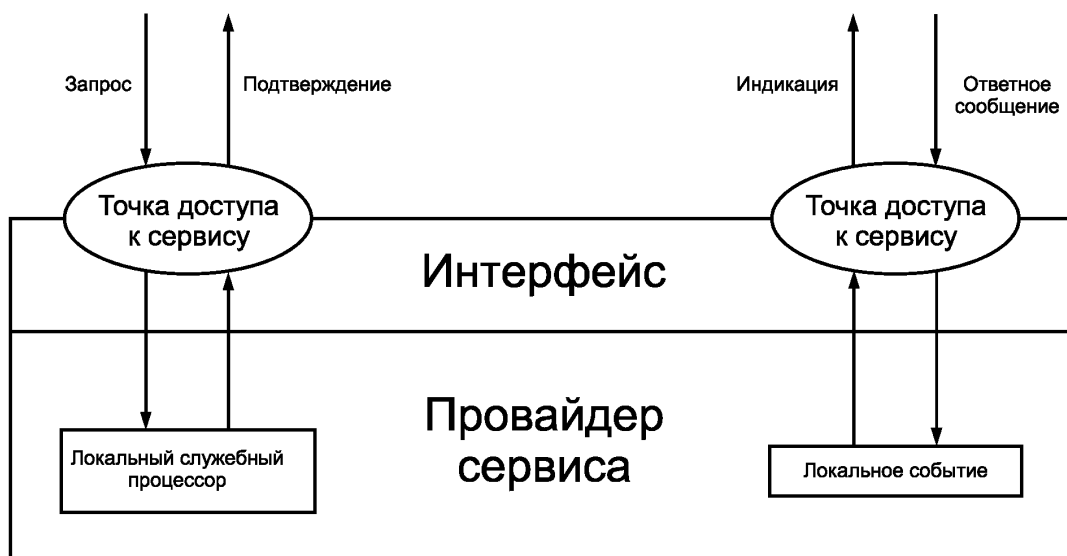 Запрос
Подтверждение
Индикация
Ответное
сообщение
Точка доступа
к сервису
Точка доступа
к сервису
Интерфейс
Провайдер
сервиса
Локальный служебный
процессор
Локальное событие